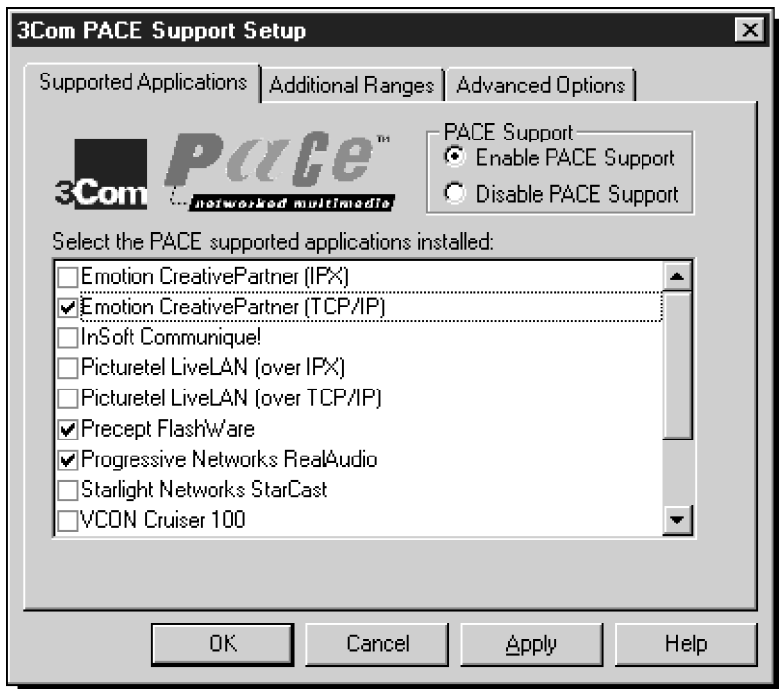 3Com PACE Support Setup
Supported Applications
Additional Ranges
Advanced Options
3Com
PACE™
networked multimedia
PACE Support
Enable PACE Support
Disable PACE Support
Select the PACE supported applications installed:
Emotion CreativePartner (IPX)
Emotion CreativePartner (TCP/IP)
InSoft Communique!
Picturetel LiveLAN (over IPX)
Picturetel LiveLAN (over TCP/IP)
Precept FlashWare
Progressive Networks RealAudio
Starlight Networks StarCast
VCON Cruiser 100
OK
Cancel
Apply
Help